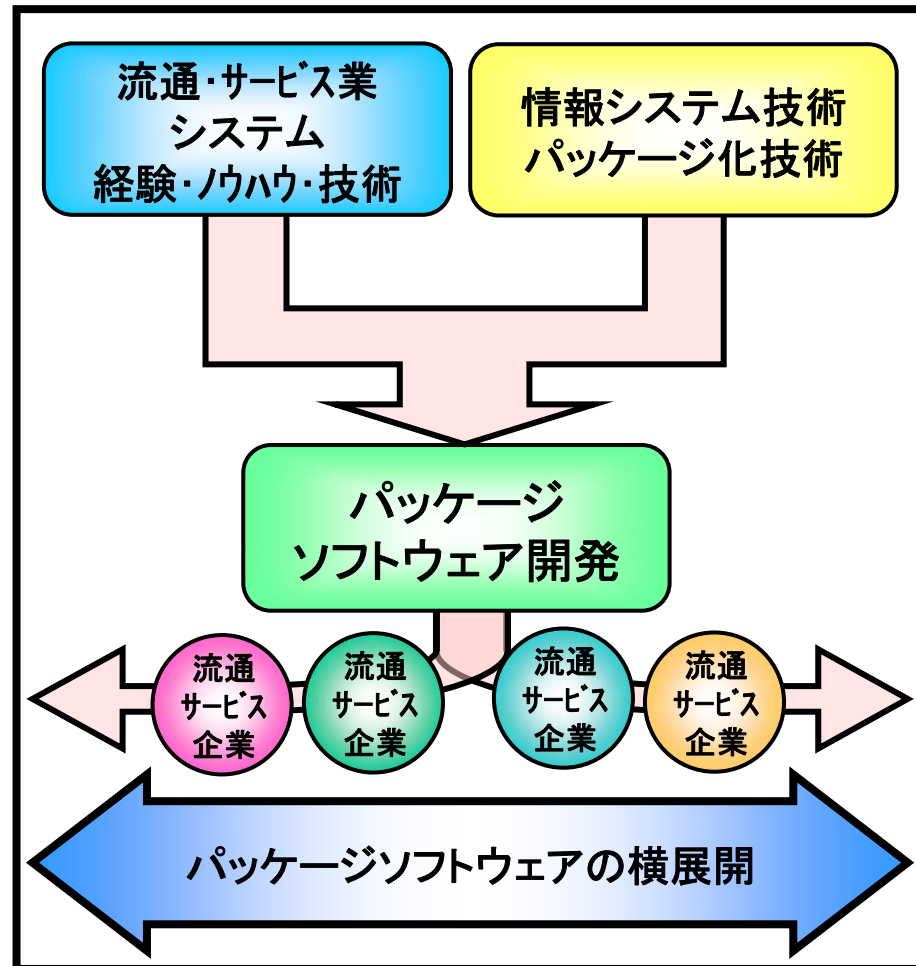 流通･サービス業
システム
経験･ノウハウ･技術
情報システム技術
パッケージ化技術
パッケージ
ソフトウェア開発
流通
サービス
企業
流通
サービス
企業
流通
サービス
企業
流通
サービス
企業
パッケージソフトウェアの横展開